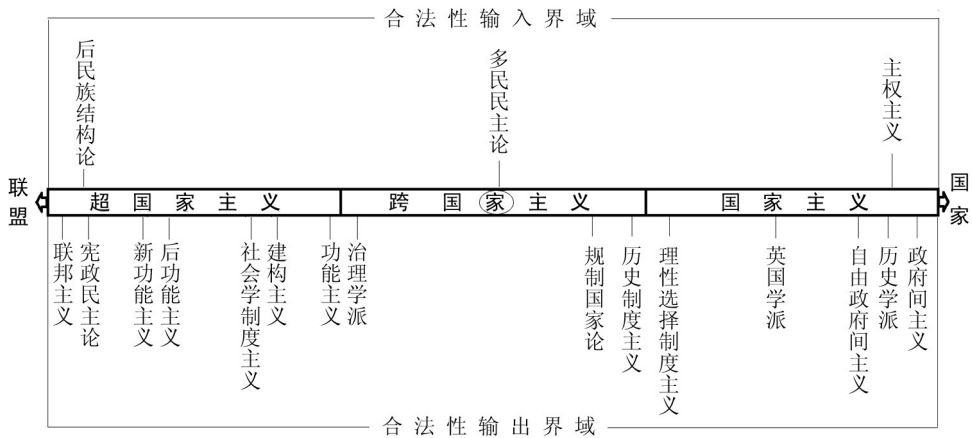 合法性输入界域
后民族结构论
多民民主论
主权主义
联盟
超国家主义
跨国家主义
国家主义
国家
联邦主义
宪政民主论
新功能主义
后功能主义
社会学制度主义
建构主义
功能主义
治理学派
规制国家论
历史制度主义
理性选择制度主义
英国学派
自由政府间主义
历史学派
政府间主义
合法性输出界域